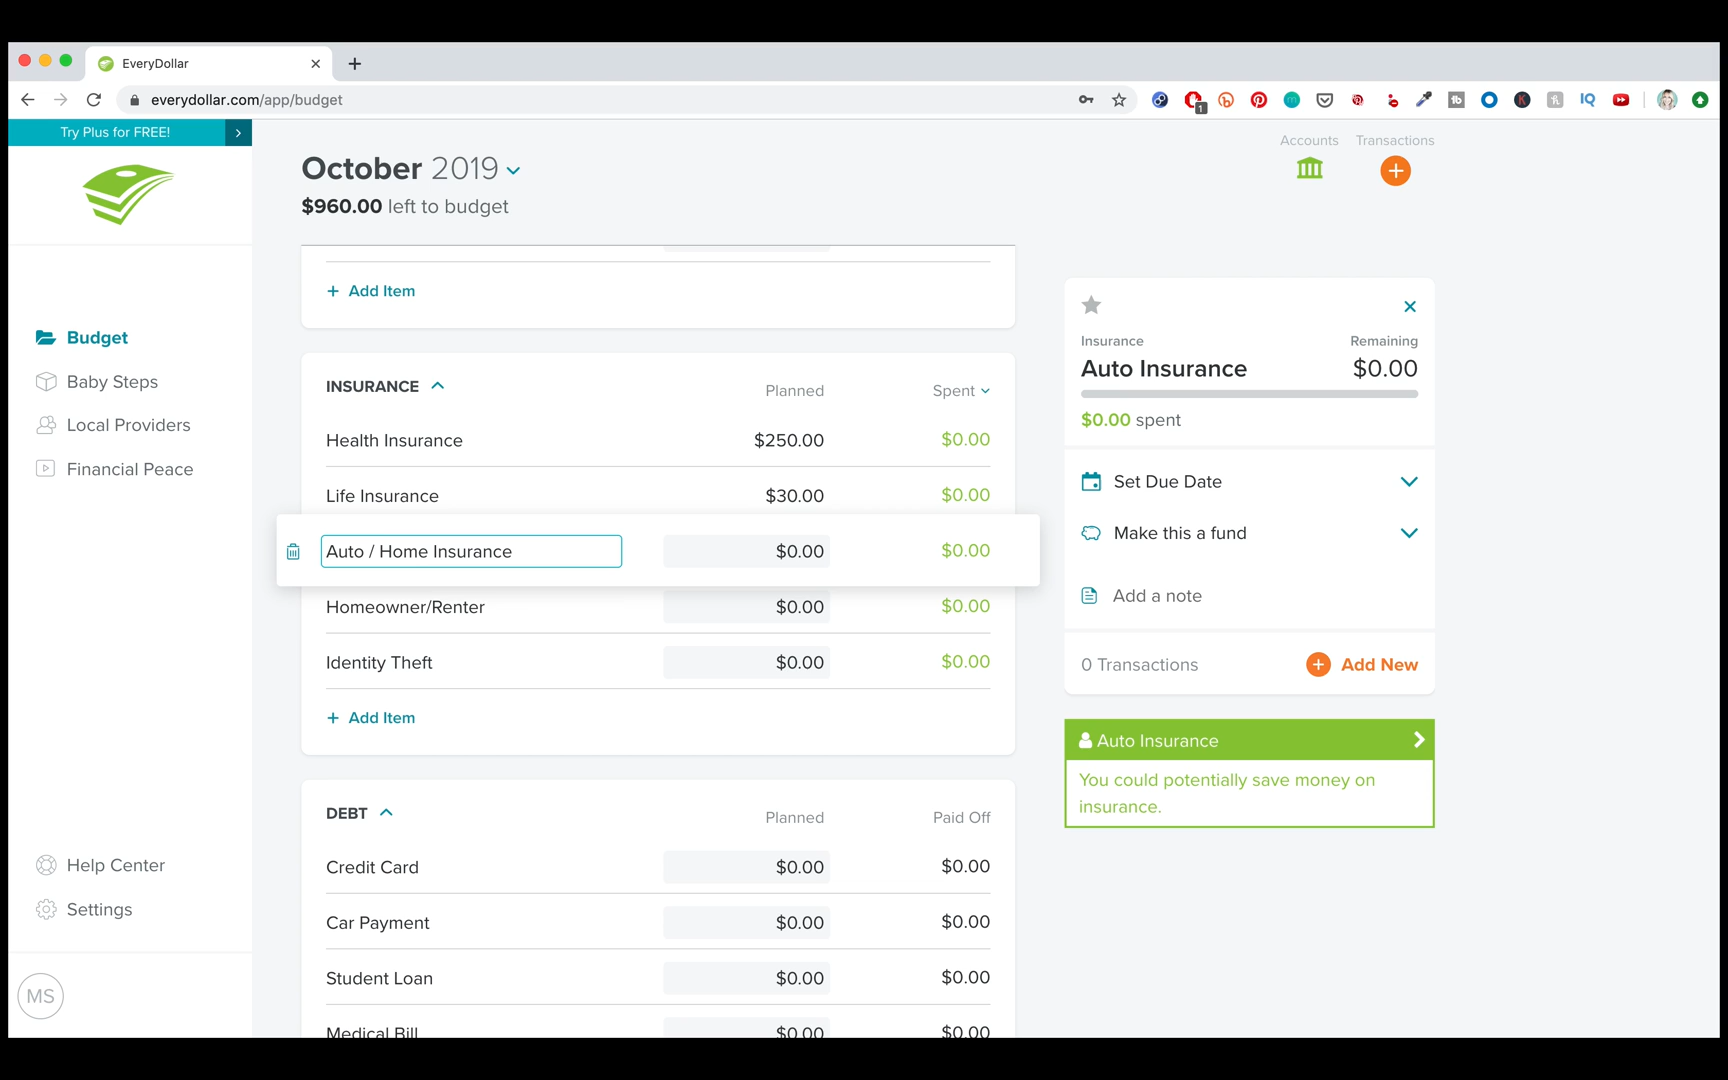 EveryDollar
everydollar.com/app/budget
1
tb
K
h
IQ
Try Plus for FREE!
October 2019
$960.00 left to budget
Accounts
Transactions
+ Add Item
Budget
Baby Steps
Local Providers
Financial Peace
INSURANCE
Planned
Spent
Health Insurance
$250.00
$0.00
Life Insurance
$30.00
$0.00
Auto / Home Insurance
$0.00
$0.00
Homeowner/Renter
$0.00
$0.00
Identity Theft
$0.00
$0.00
+ Add Item
DEBT
Planned
Paid Off
Credit Card
$0.00
$0.00
Car Payment
$0.00
$0.00
Student Loan
$0.00
$0.00
Medical Bill
$0.00
$0.00
Insurance
Remaining
Auto Insurance
$0.00
$0.00 spent
Set Due Date
Make this a fund
Add a note
0 Transactions
Add New
Auto Insurance
You could potentially save money on
insurance.
Help Center
Settings
MS